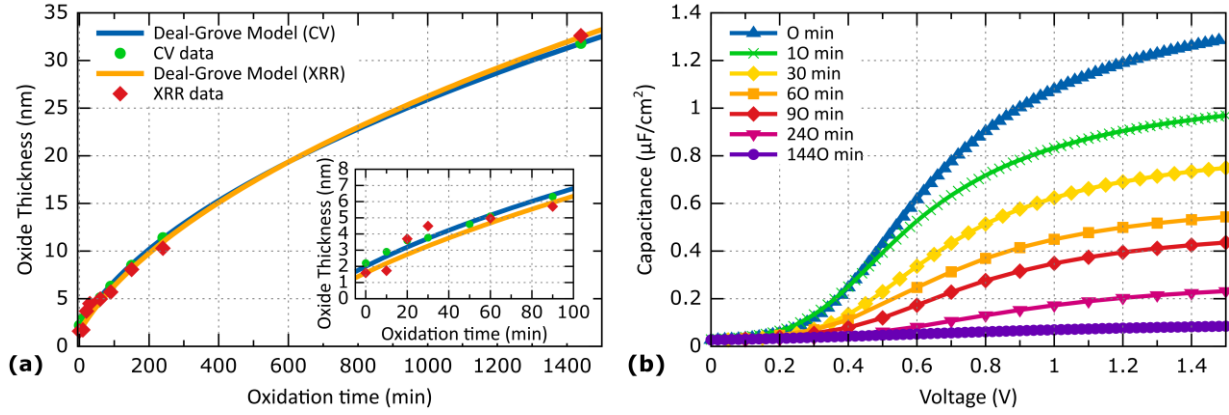 35
30
25
20
15
10
5
0
Oxide Thickness (nm)
Deal-Grove Model (CV)
CV data
Deal-Grove Model (XRR)
XRR data
8
7
6
5
4
3
2
1
0
Oxide Thickness (nm)
0 20 40 60 80 100
Oxidation time (min)
0 200 400 600 800 1000 1200 1400
(a)
Oxidation time (min)
1.4
1.2
1
0.8
0.6
0.4
0.2
0
Capacitance (µF/cm²)
0 min
10 min
30 min
60 min
90 min
240 min
1440 min
0 0.2 0.4 0.6 0.8 1 1.2 1.4
(b)
Voltage (V)